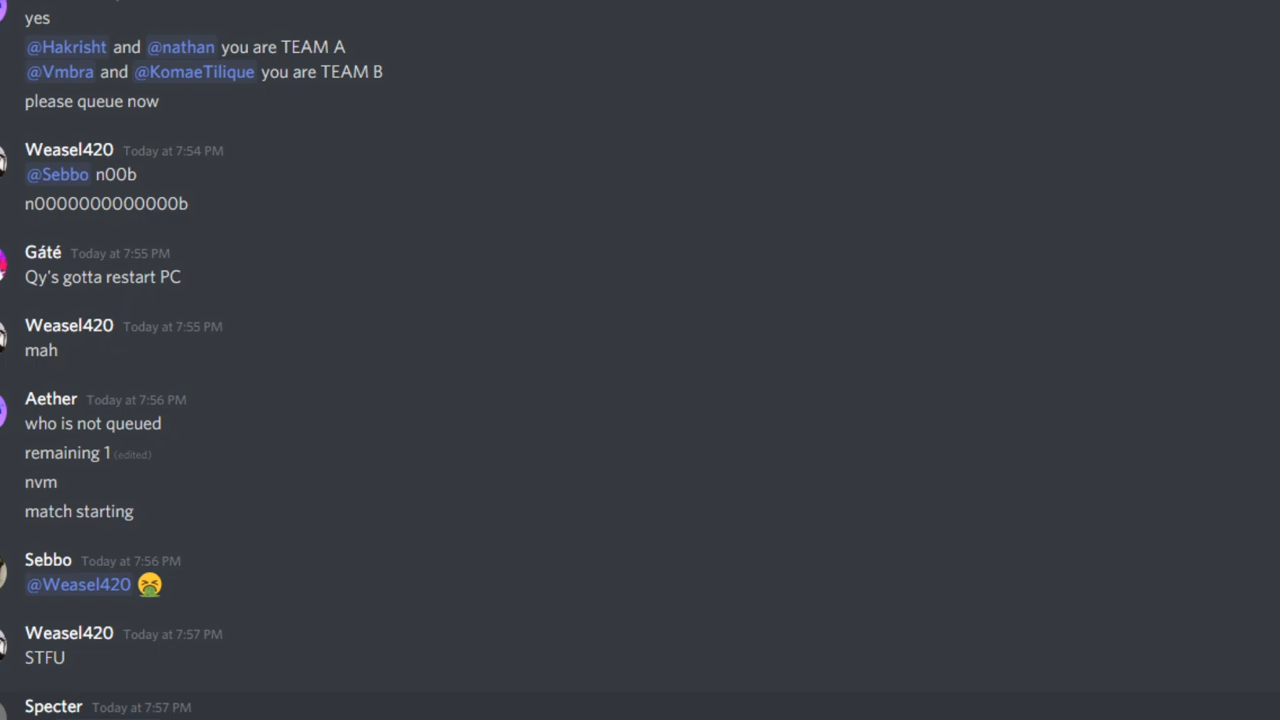 yes
@Hakrisht and @nathan you are TEAM A
@Vmbra and @KomaeTilique you are TEAM B
please queue now
Weasel420 Today at 7:54 PM
@Sebbo n00b
n0000000000000b
Gáté Today at 7:55 PM
Qy's gotta restart PC
Weasel420 Today at 7:55 PM
mah
Aether Today at 7:56 PM
who is not queued
remaining 1 (edited)
nvm
match starting
Sebbo Today at 7:56 PM
@Weasel420 🤮
Weasel420 Today at 7:57 PM
STFU
Specter Today at 7:57 PM